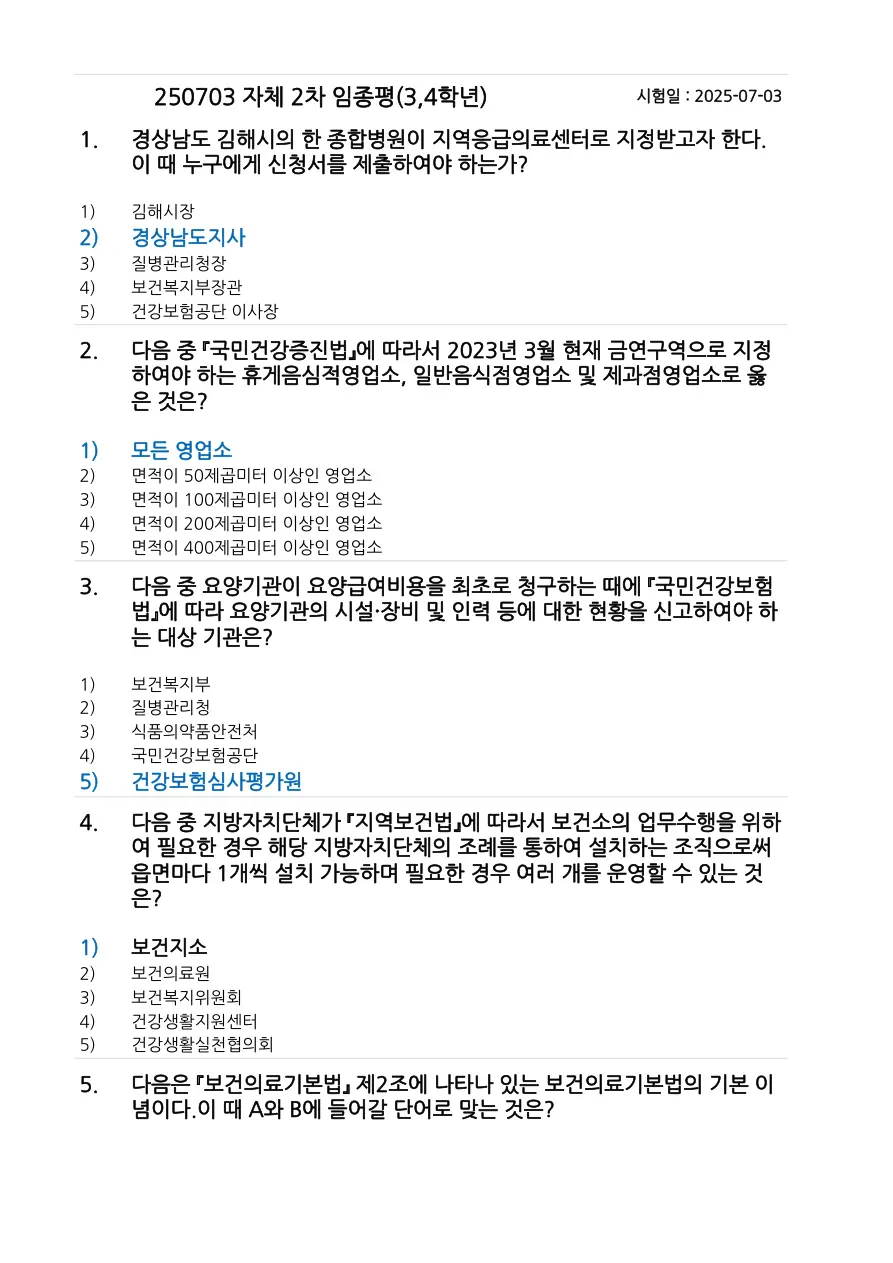 250703 자체 2차 임종평(3,4학년)
시험일 : 2025-07-03
1. 경상남도 김해시의 한 종합병원이 지역응급의료센터로 지정받고자 한다.
이 때 누구에게 신청서를 제출하여야 하는가?
1) 김해시장
2) 경상남도지사
3) 질병관리청장
4) 보건복지부장관
5) 건강보험공단 이사장
2. 다음 중 『국민건강증진법』에 따라서 2023년 3월 현재 금연구역으로 지정
하여야 하는 휴게음심적영업소, 일반음식점영업소 및 제과점영업소로 옳
은 것은?
1) 모든 영업소
2) 면적이 50제곱미터 이상인 영업소
3) 면적이 100제곱미터 이상인 영업소
4) 면적이 200제곱미터 이상인 영업소
5) 면적이 400제곱미터 이상인 영업소
3. 다음 중 요양기관이 요양급여비용을 최초로 청구하는 때에 『국민건강보험
법』에 따라 요양기관의 시설·장비 및 인력 등에 대한 현황을 신고하여야 하
는 대상 기관은?
1) 보건복지부
2) 질병관리청
3) 식품의약품안전처
4) 국민건강보험공단
5) 건강보험심사평가원
4. 다음 중 지방자치단체가 『지역보건법』에 따라서 보건소의 업무수행을 위하
여 필요한 경우 해당 지방자치단체의 조례를 통하여 설치하는 조직으로써
읍면마다 1개씩 설치 가능하며 필요한 경우 여러 개를 운영할 수 있는 것
은?
1) 보건지소
2) 보건의료원
3) 보건복지위원회
4) 건강생활지원센터
5) 건강생활실천협의회
5. 다음은 『보건의료기본법』 제2조에 나타나 있는 보건의료기본법의 기본 이
념이다.이 때 A와 B에 들어갈 단어로 맞는 것은?